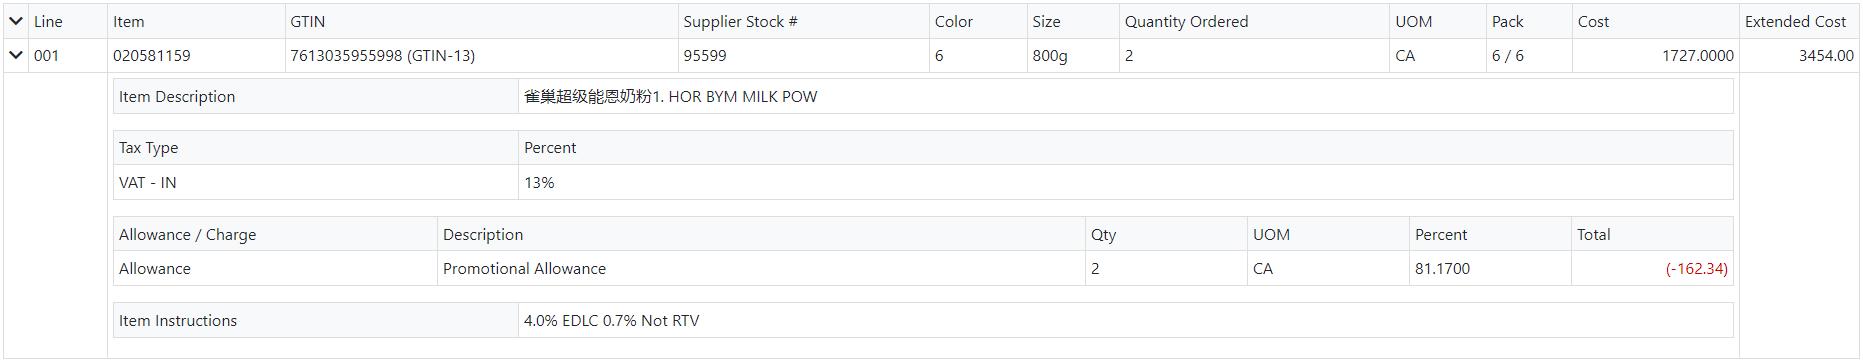 Line Item GTIN Supplier Stock # Color Size Quantity Ordered UOM Pack Cost Extended Cost
001 020581159 7613035955998 (GTIN-13) 95599 6 800g 2 CA 6 / 6 1727.0000 3454.00
Item Description 雀巢超级能恩奶粉1. HOR BYM MILK POW
Tax Type Percent
VAT - IN 13%
Allowance / Charge Description Qty UOM Percent Total
Allowance Promotional Allowance 2 CA 81.1700 (-162.34)
Item Instructions 4.0% EDLC 0.7% Not RTV